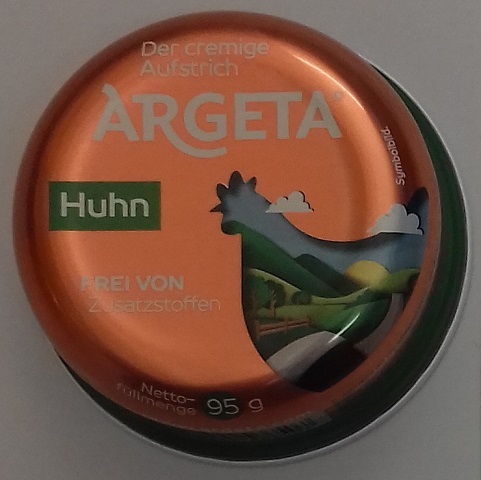 Der cremige
Aufstrich
ARGETA®
Symbolbild.
Huhn
FREI VON
Zusatzstoffen
Netto-
füllmenge 95 g